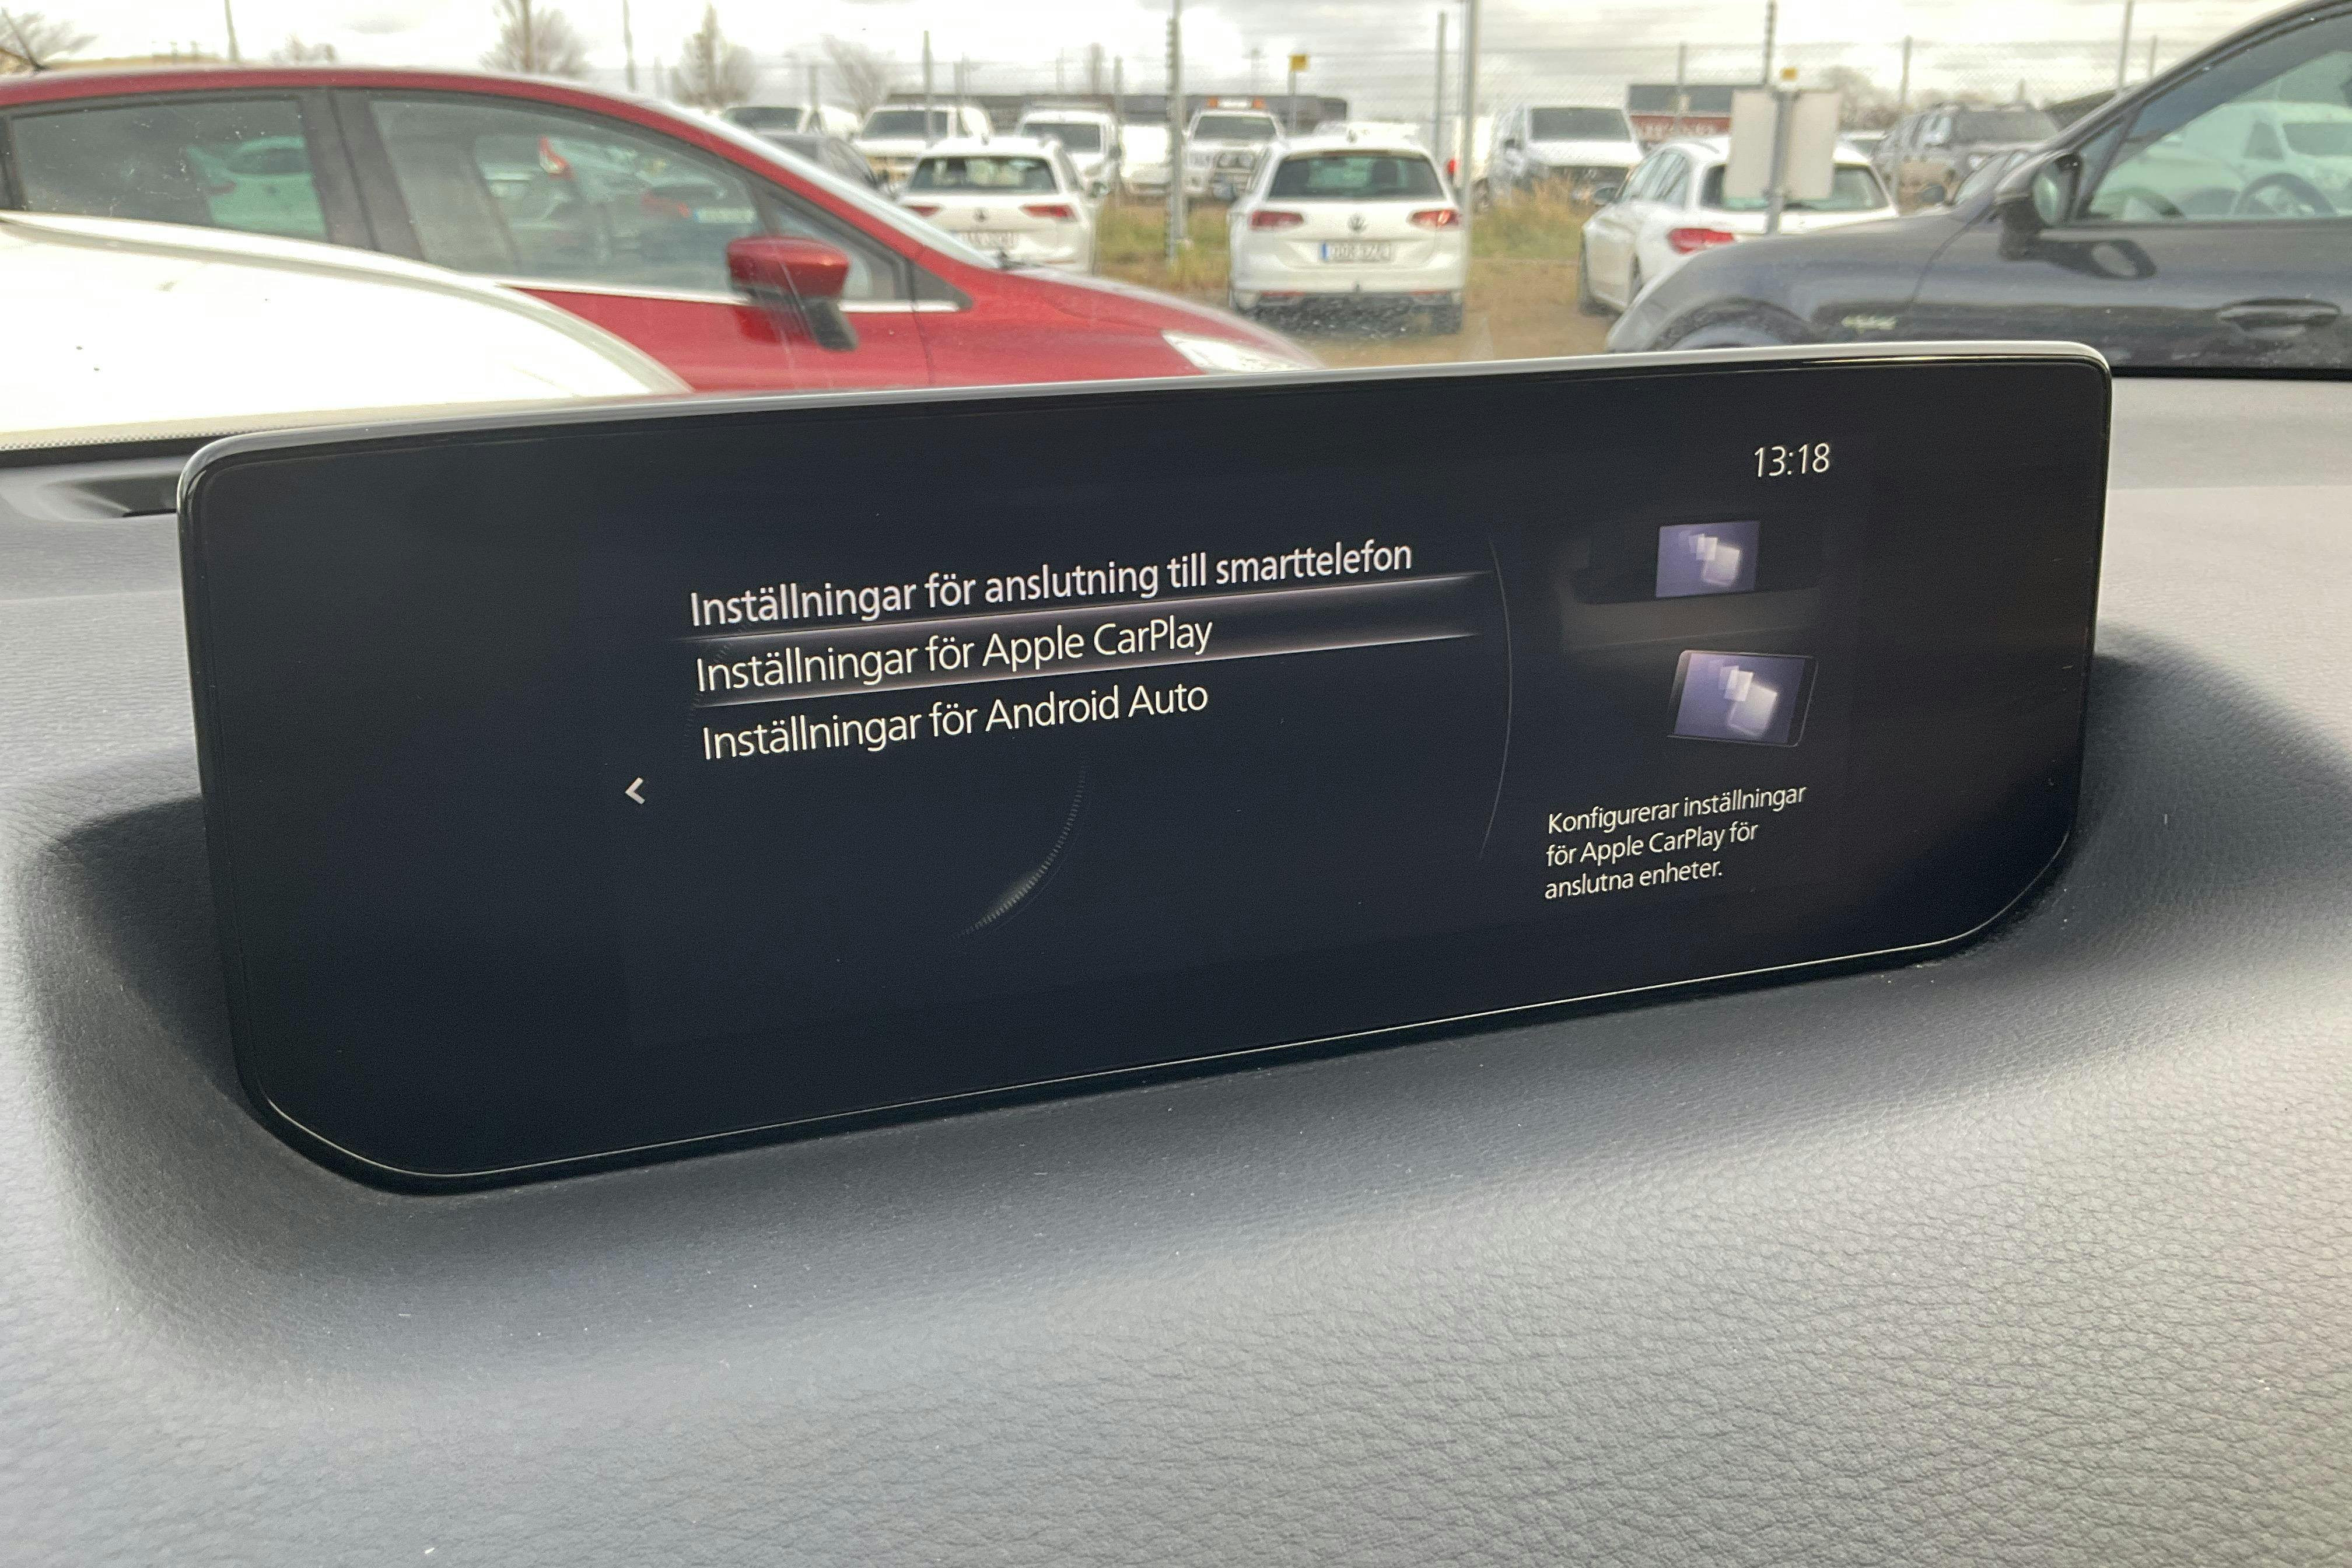 13:18
Inställningar för anslutning till smarttelefon
Inställningar för Apple CarPlay
Inställningar för Android Auto
Konfigurerar inställningar
för Apple CarPlay för
anslutna enheter.